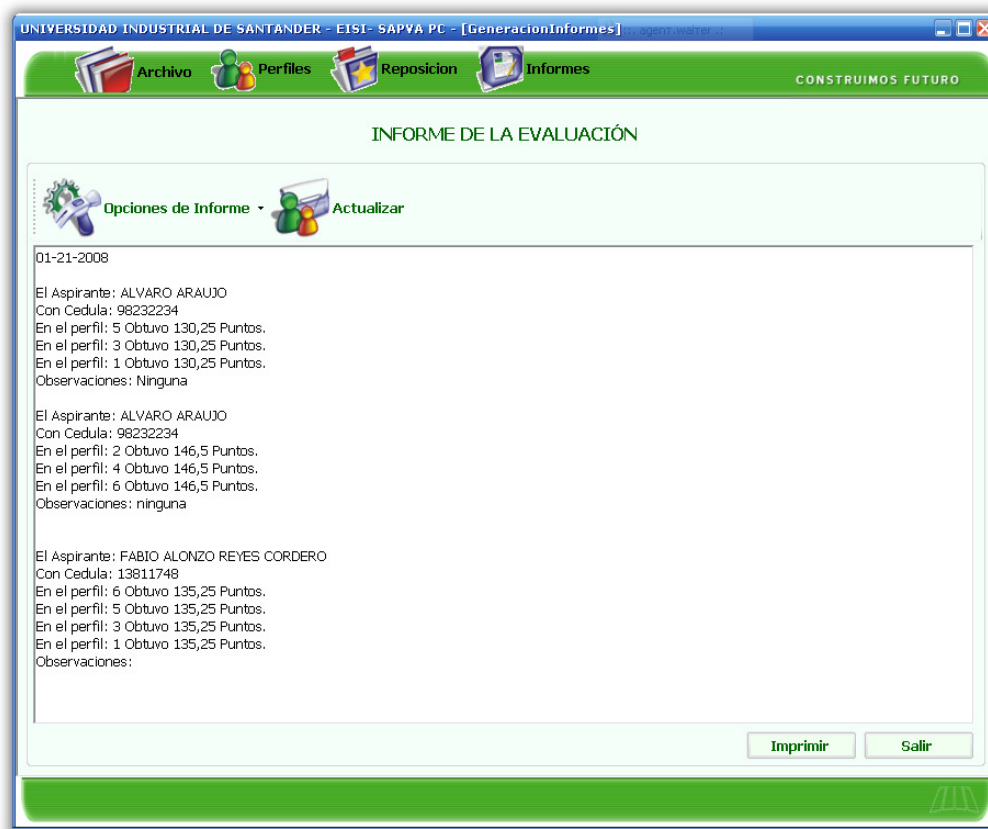 UNIVERSIDAD INDUSTRIAL DE SANTANDER - EISI- SAPVA PC - [GeneracionInformes]
Archivo Perfiles Reposicion Informes
CONSTRUIMOS FUTURO
INFORME DE LA EVALUACIÓN
Opciones de Informe Actualizar
01-21-2008
El Aspirante: ALVARO ARAUJO
Con Cedula: 98232234
En el perfil: 5 Obtuvo 130,25 Puntos.
En el perfil: 3 Obtuvo 130,25 Puntos.
En el perfil: 1 Obtuvo 130,25 Puntos.
Observaciones: Ninguna
El Aspirante: ALVARO ARAUJO
Con Cedula: 98232234
En el perfil: 2 Obtuvo 146,5 Puntos.
En el perfil: 4 Obtuvo 146,5 Puntos.
En el perfil: 6 Obtuvo 146,5 Puntos.
Observaciones: ninguna
El Aspirante: FABIO ALONZO REYES CORDERO
Con Cedula: 13811748
En el perfil: 6 Obtuvo 135,25 Puntos.
En el perfil: 5 Obtuvo 135,25 Puntos.
En el perfil: 3 Obtuvo 135,25 Puntos.
En el perfil: 1 Obtuvo 135,25 Puntos.
Observaciones:
Imprimir Salir